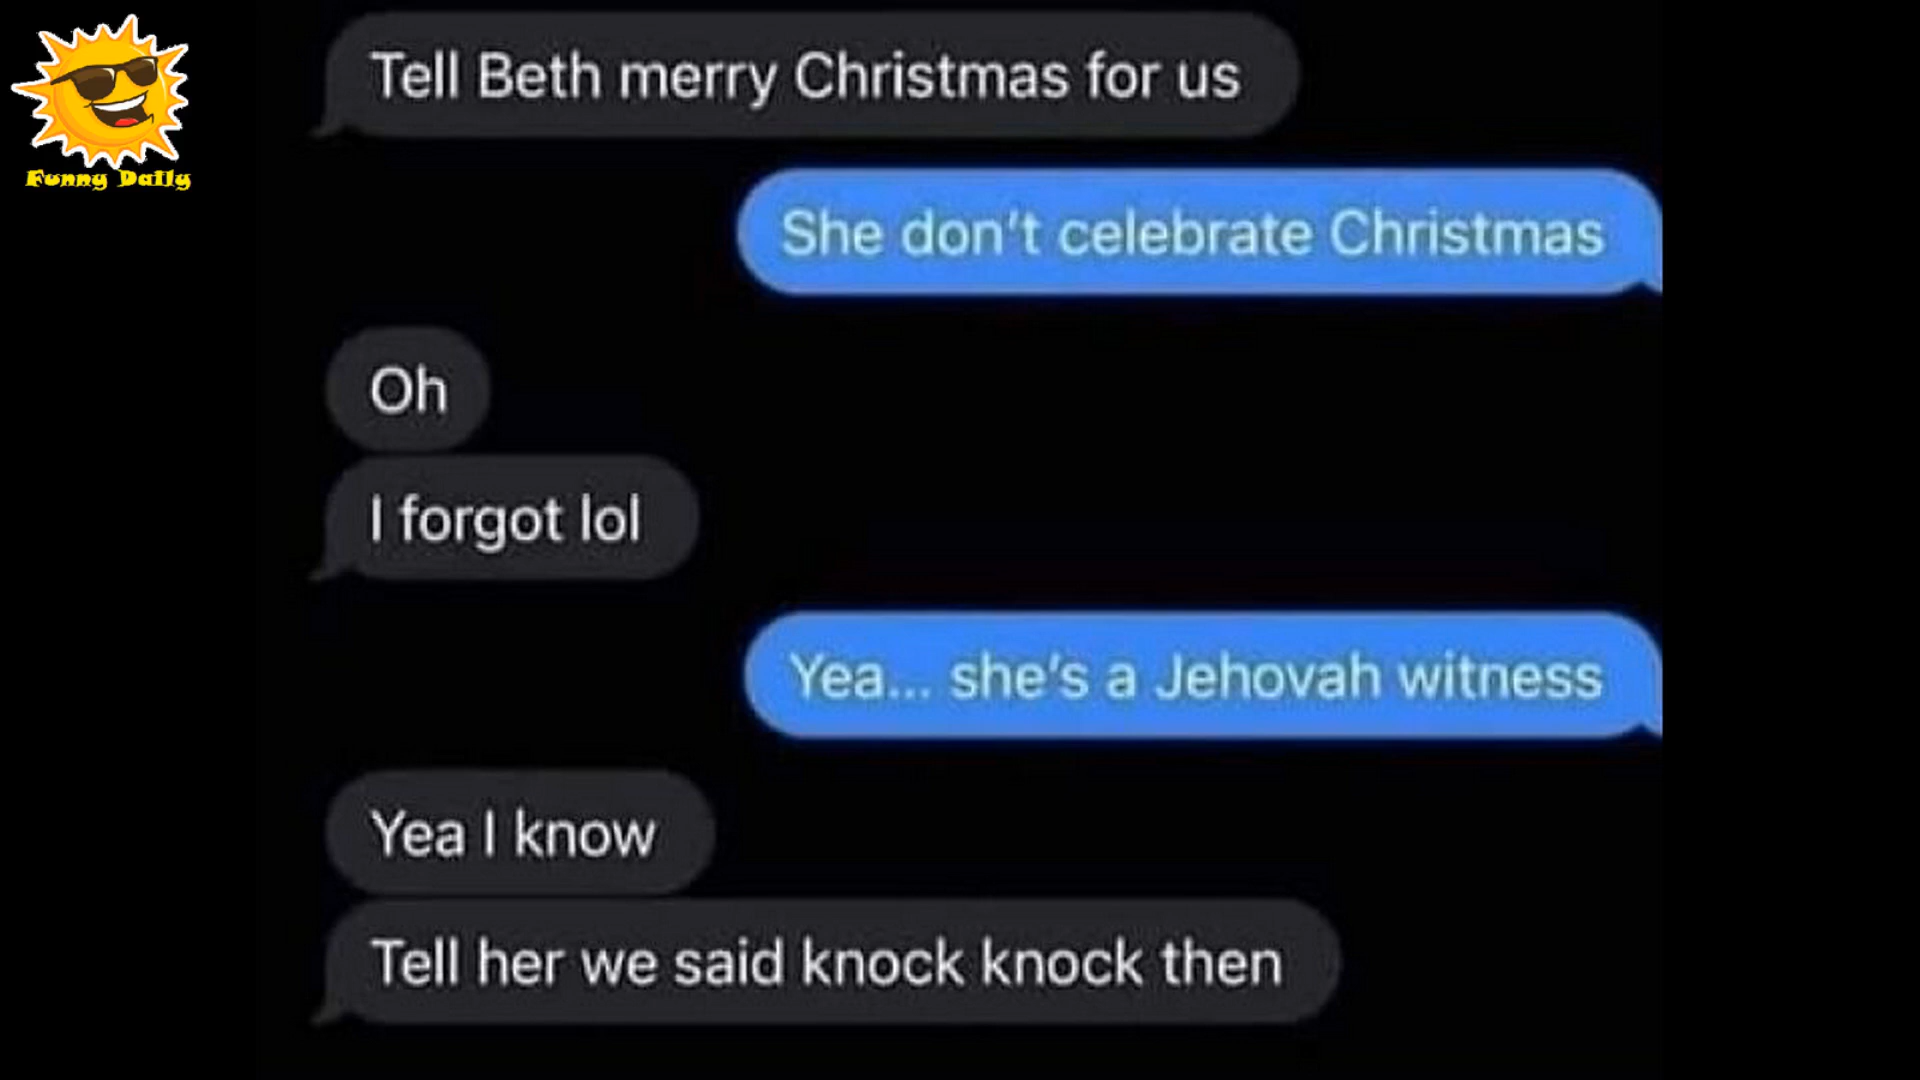 Funny Daily
Tell Beth merry Christmas for us
She don't celebrate Christmas
Oh
I forgot lol
Yea... she's a Jehovah witness
Yea I know
Tell her we said knock knock then